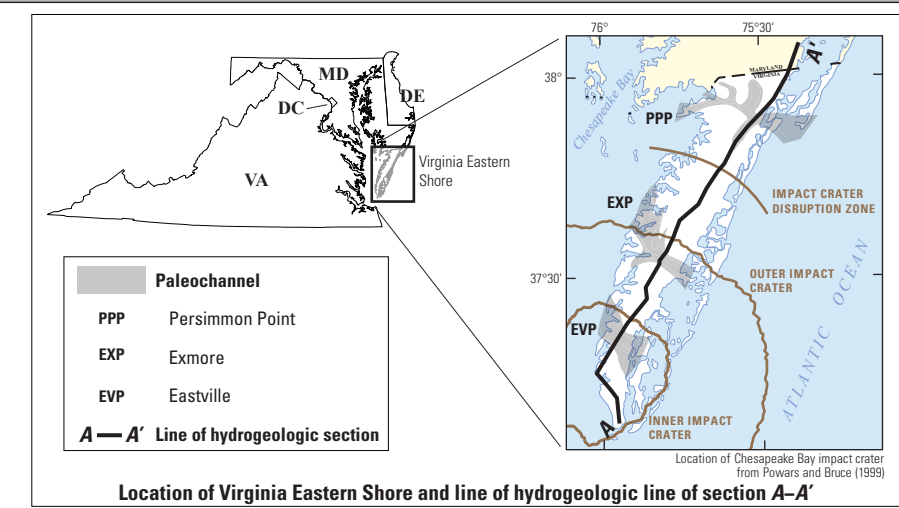 MD
DE
DC
VA
Virginia Eastern
Shore
Paleochannel
PPP Persimmon Point
EXP Exmore
EVP Eastville
A — A′ Line of hydrogeologic section
76°
75°30'
38°
37°30'
A′
MARYLAND
VIRGINIA
Chesapeake Bay
PPP
EXP
EVP
IMPACT CRATER
DISRUPTION ZONE
OUTER IMPACT
CRATER
ATLANTIC OCEAN
INNER IMPACT
CRATER
A
Location of Chesapeake Bay impact crater
from Powars and Bruce (1999)
Location of Virginia Eastern Shore and line of hydrogeologic line of section A–A′